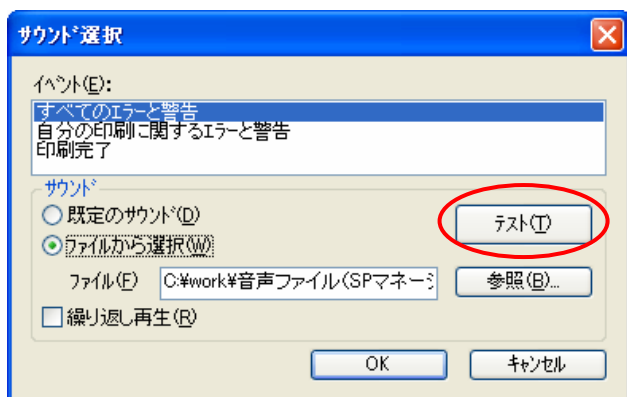 サウンド選択
イベント(E):
すべてのエラーと警告
自分の印刷に関するエラーと警告
印刷完了
サウンド
既定のサウンド(D)
テスト(T)
ファイルから選択(W)
ファイル(F) C:¥work¥音声ファイル(SPマネージ 参照(B)...
繰り返し再生(R)
OK キャンセル